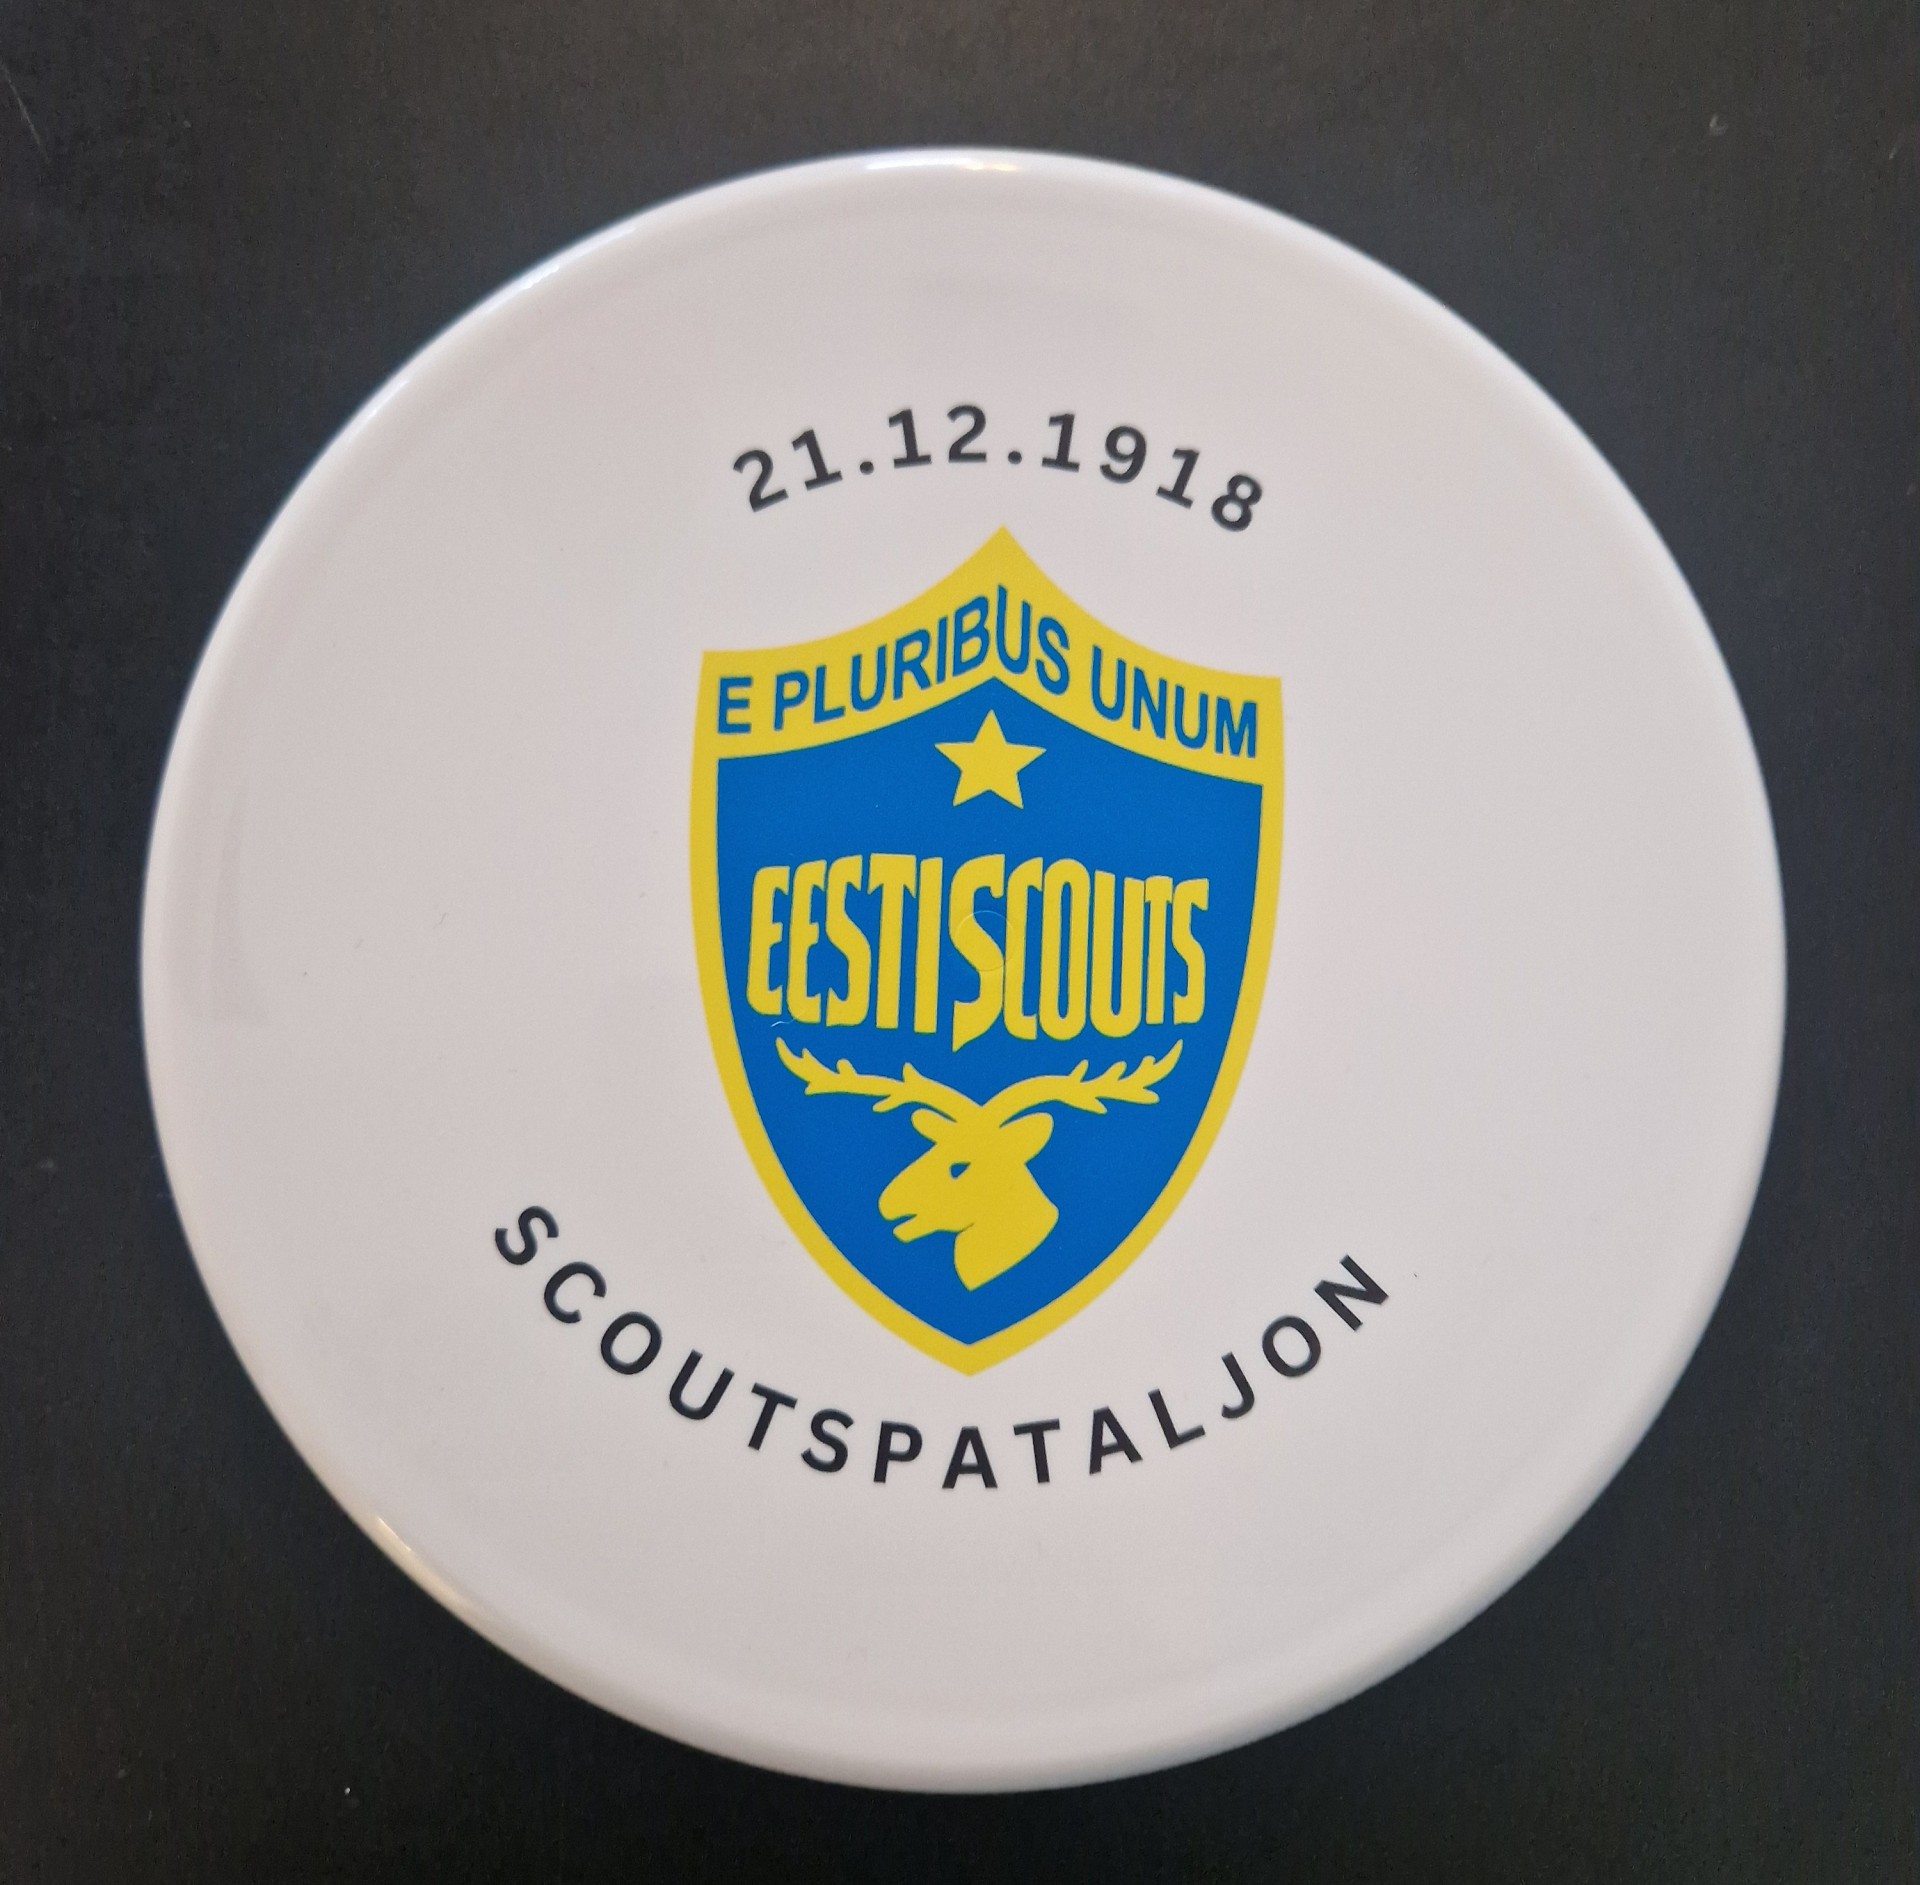 21.12.1918
E PLURIBUS UNUM
EESTI SCOUTS
SCOUTSPATALJON